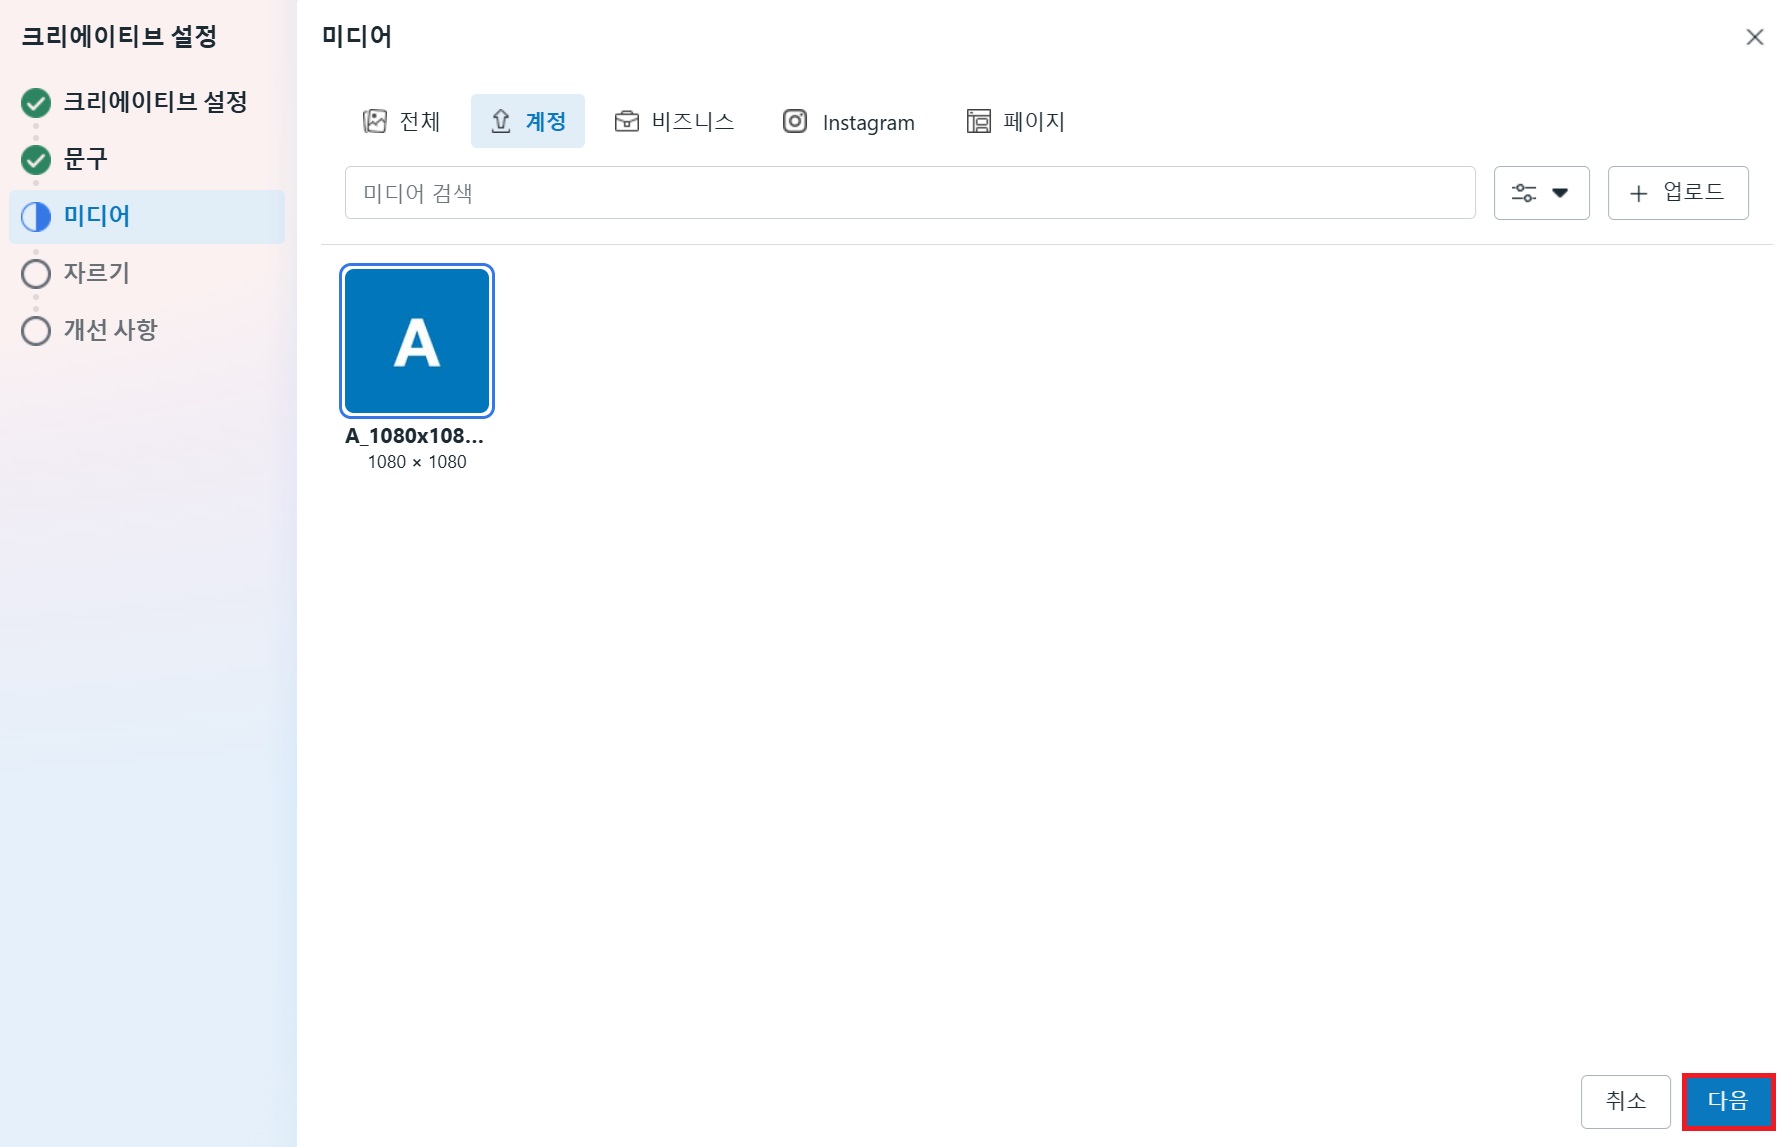 크리에이티브 설정
크리에이티브 설정
문구
미디어
자르기
개선 사항
미디어
전체 계정 비즈니스 Instagram 페이지
미디어 검색
업로드
A
A_1080x108...
1080 × 1080
취소 다음